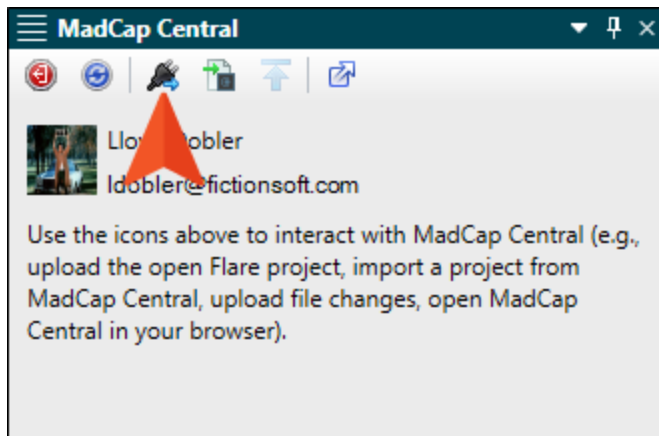 MadCap Central
Lloyd Dobler
ldobler@fictionsoft.com
Use the icons above to interact with MadCap Central (e.g.,
upload the open Flare project, import a project from
MadCap Central, upload file changes, open MadCap
Central in your browser).